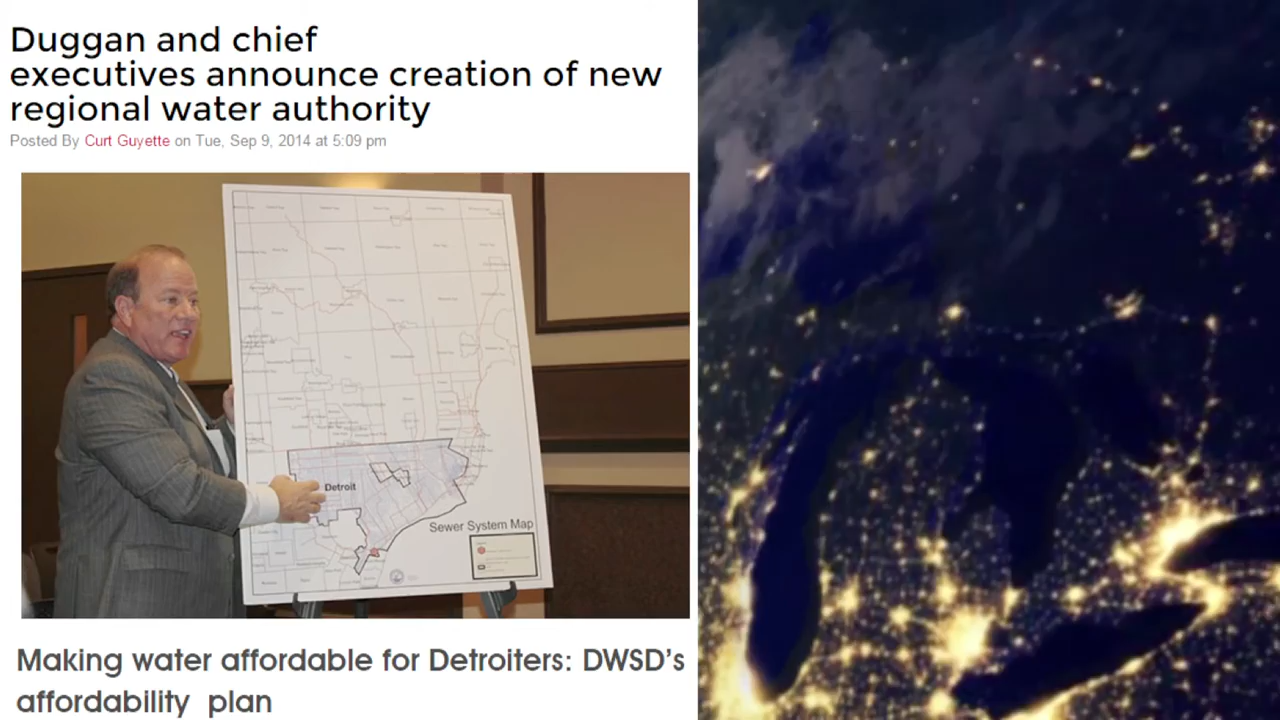 Duggan and chief
executives announce creation of new
regional water authority
Posted By Curt Guyette on Tue, Sep 9, 2014 at 5:09 pm
Detroit
Sewer System Map
Making water affordable for Detroiters: DWSD’s
affordability plan